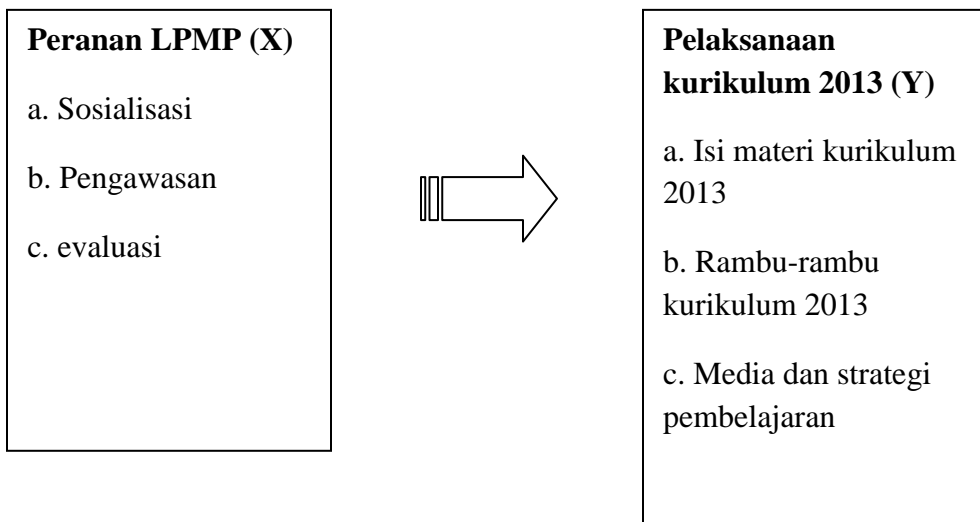 Peranan LPMP (X)
a. Sosialisasi
b. Pengawasan
c. evaluasi
Pelaksanaan
kurikulum 2013 (Y)
a. Isi materi kurikulum
2013
b. Rambu-rambu
kurikulum 2013
c. Media dan strategi
pembelajaran